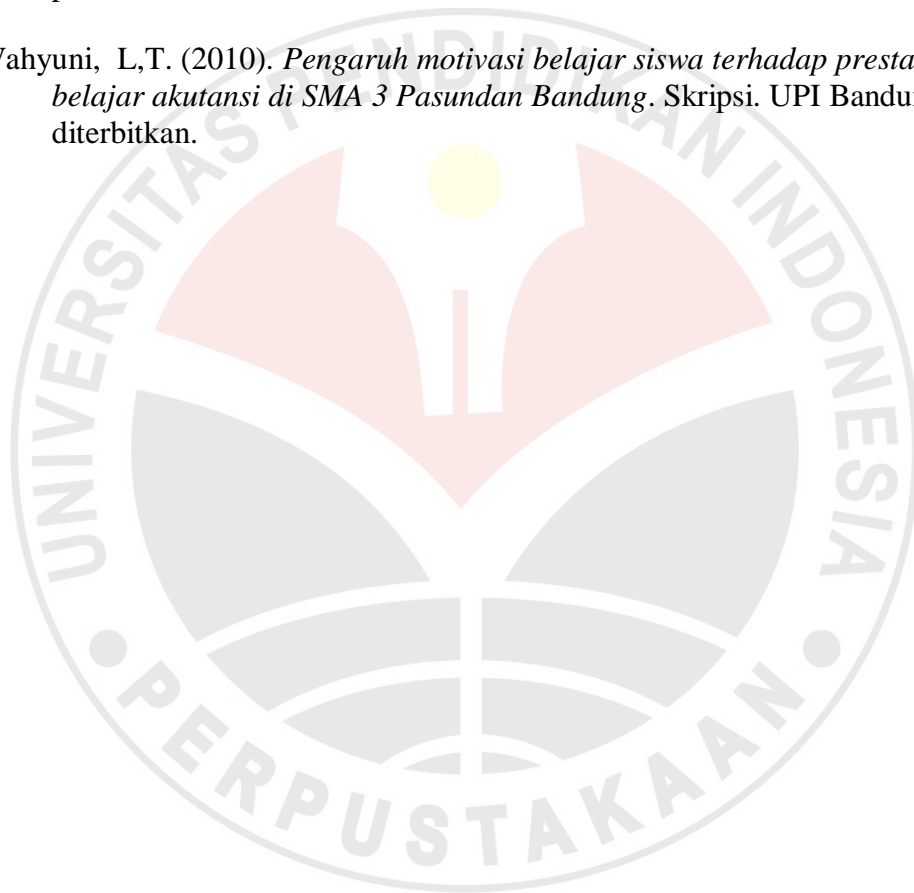 Vahyuni, L,T. (2010). Pengaruh motivasi belajar siswa terhadap presta
belajar akutansi di SMA 3 Pasundan Bandung. Skripsi. UPI Bandu
diterbitkan.
UNIVERSITAS PENDIDIKAN INDONESIA
PERPUSTAKAAN